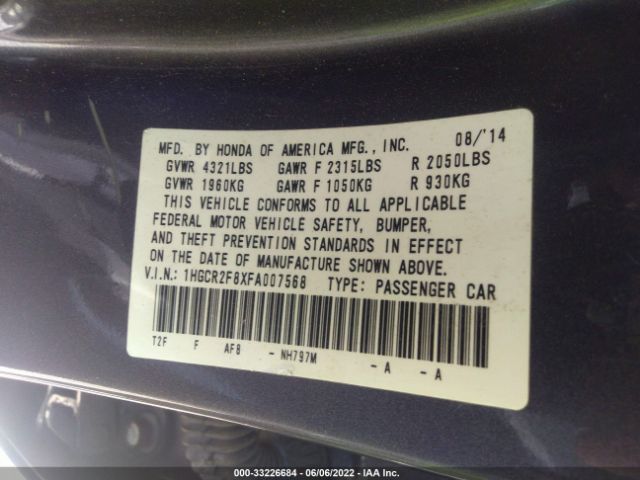 MFD. BY HONDA OF AMERICA MFG., INC. 08/'14
GVWR 4321LBS GAWR F 2315LBS R 2050LBS
GVWR 1960KG GAWR F 1050KG R 930KG
THIS VEHICLE CONFORMS TO ALL APPLICABLE
FEDERAL MOTOR VEHICLE SAFETY, BUMPER,
AND THEFT PREVENTION STANDARDS IN EFFECT
ON THE DATE OF MANUFACTURE SHOWN ABOVE.
V.I.N.: 1HGCR2F8XFA007568 TYPE: PASSENGER CAR
T2F F AF8 - NH797M - A - A
000-33226684 - 06/06/2022 - IAA Inc.